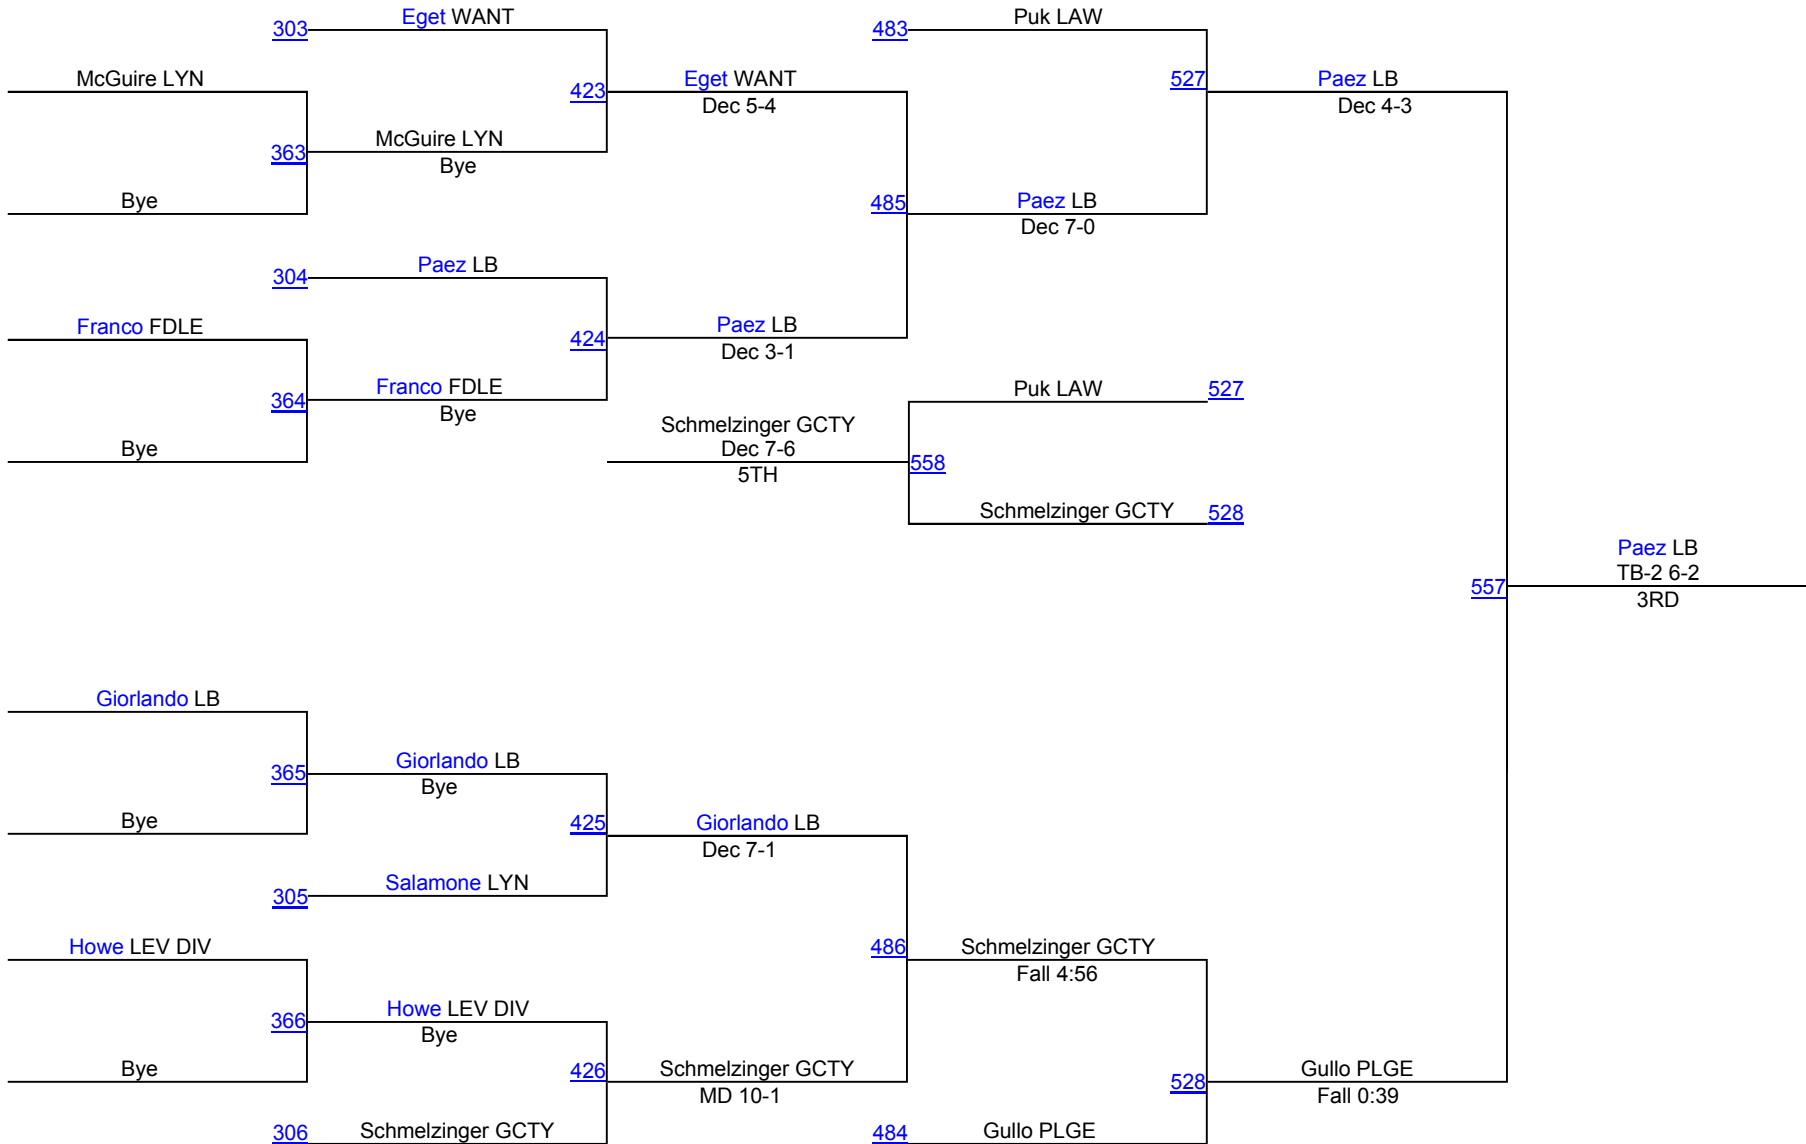 Eget WANT
303
Puk LAW
483
McGuire LYN
423
Eget WANT
Dec 5-4
527
Paez LB
Dec 4-3
363
McGuire LYN
Bye
Bye
485
Paez LB
Dec 7-0
304
Paez LB
Franco FDLE
424
Paez LB
Dec 3-1
364
Franco FDLE
Bye
Puk LAW
527
Bye
Schmelzinger GCTY
Dec 7-6
5TH
558
Schmelzinger GCTY
528
557
Paez LB
TB-2 6-2
3RD
Giorlando LB
365
Giorlando LB
Bye
Bye
425
Giorlando LB
Dec 7-1
305
Salamone LYN
Howe LEV DIV
486
Schmelzinger GCTY
Fall 4:56
366
Howe LEV DIV
Bye
Bye
426
Schmelzinger GCTY
MD 10-1
528
Gullo PLGE
Fall 0:39
306
Schmelzinger GCTY
484
Gullo PLGE